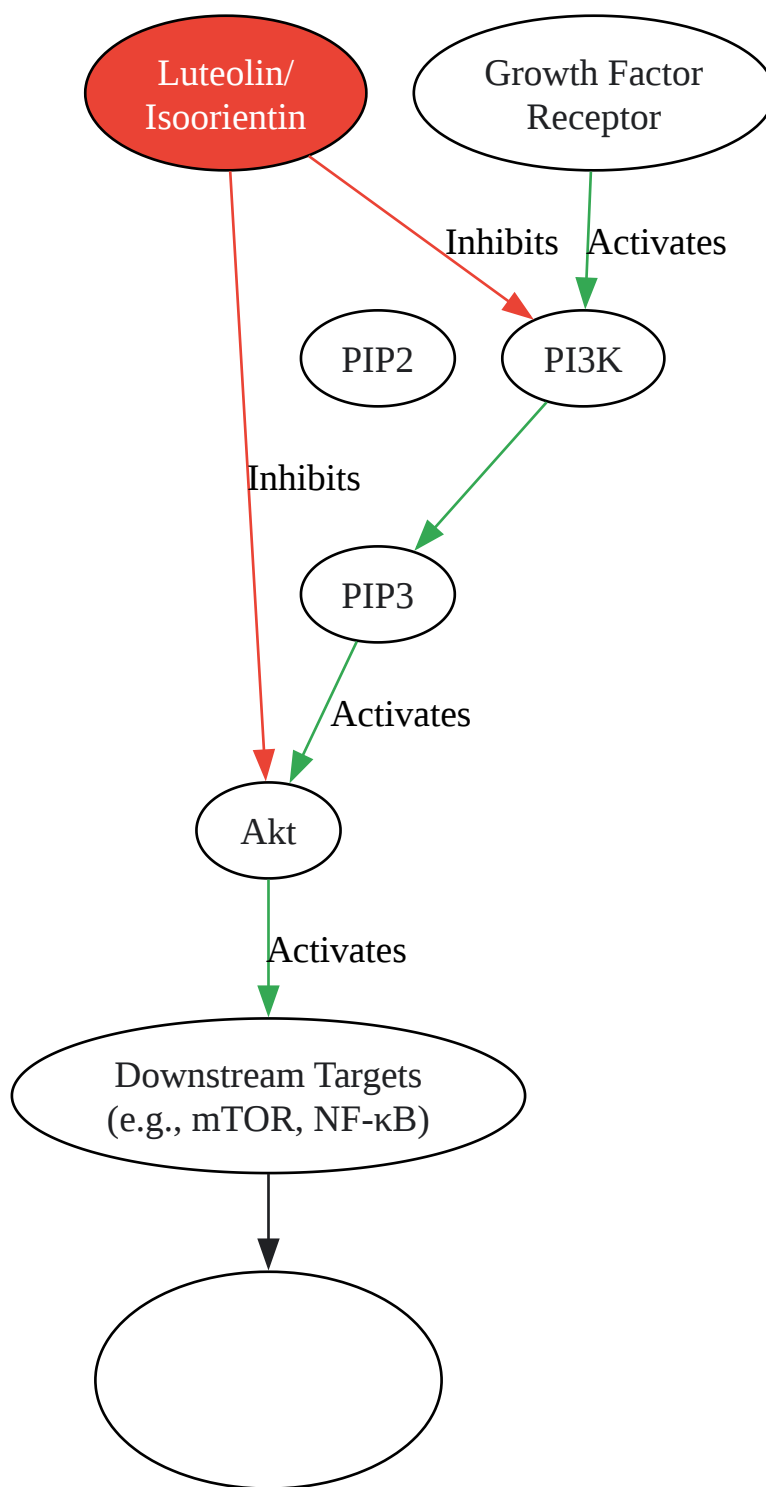 Luteolin/
Isoorientin
Growth Factor
Receptor
Inhibits
Activates
PIP2
PI3K
Inhibits
PIP3
Activates
Akt
Activates
Downstream Targets
(e.g., mTOR, NF-κB)